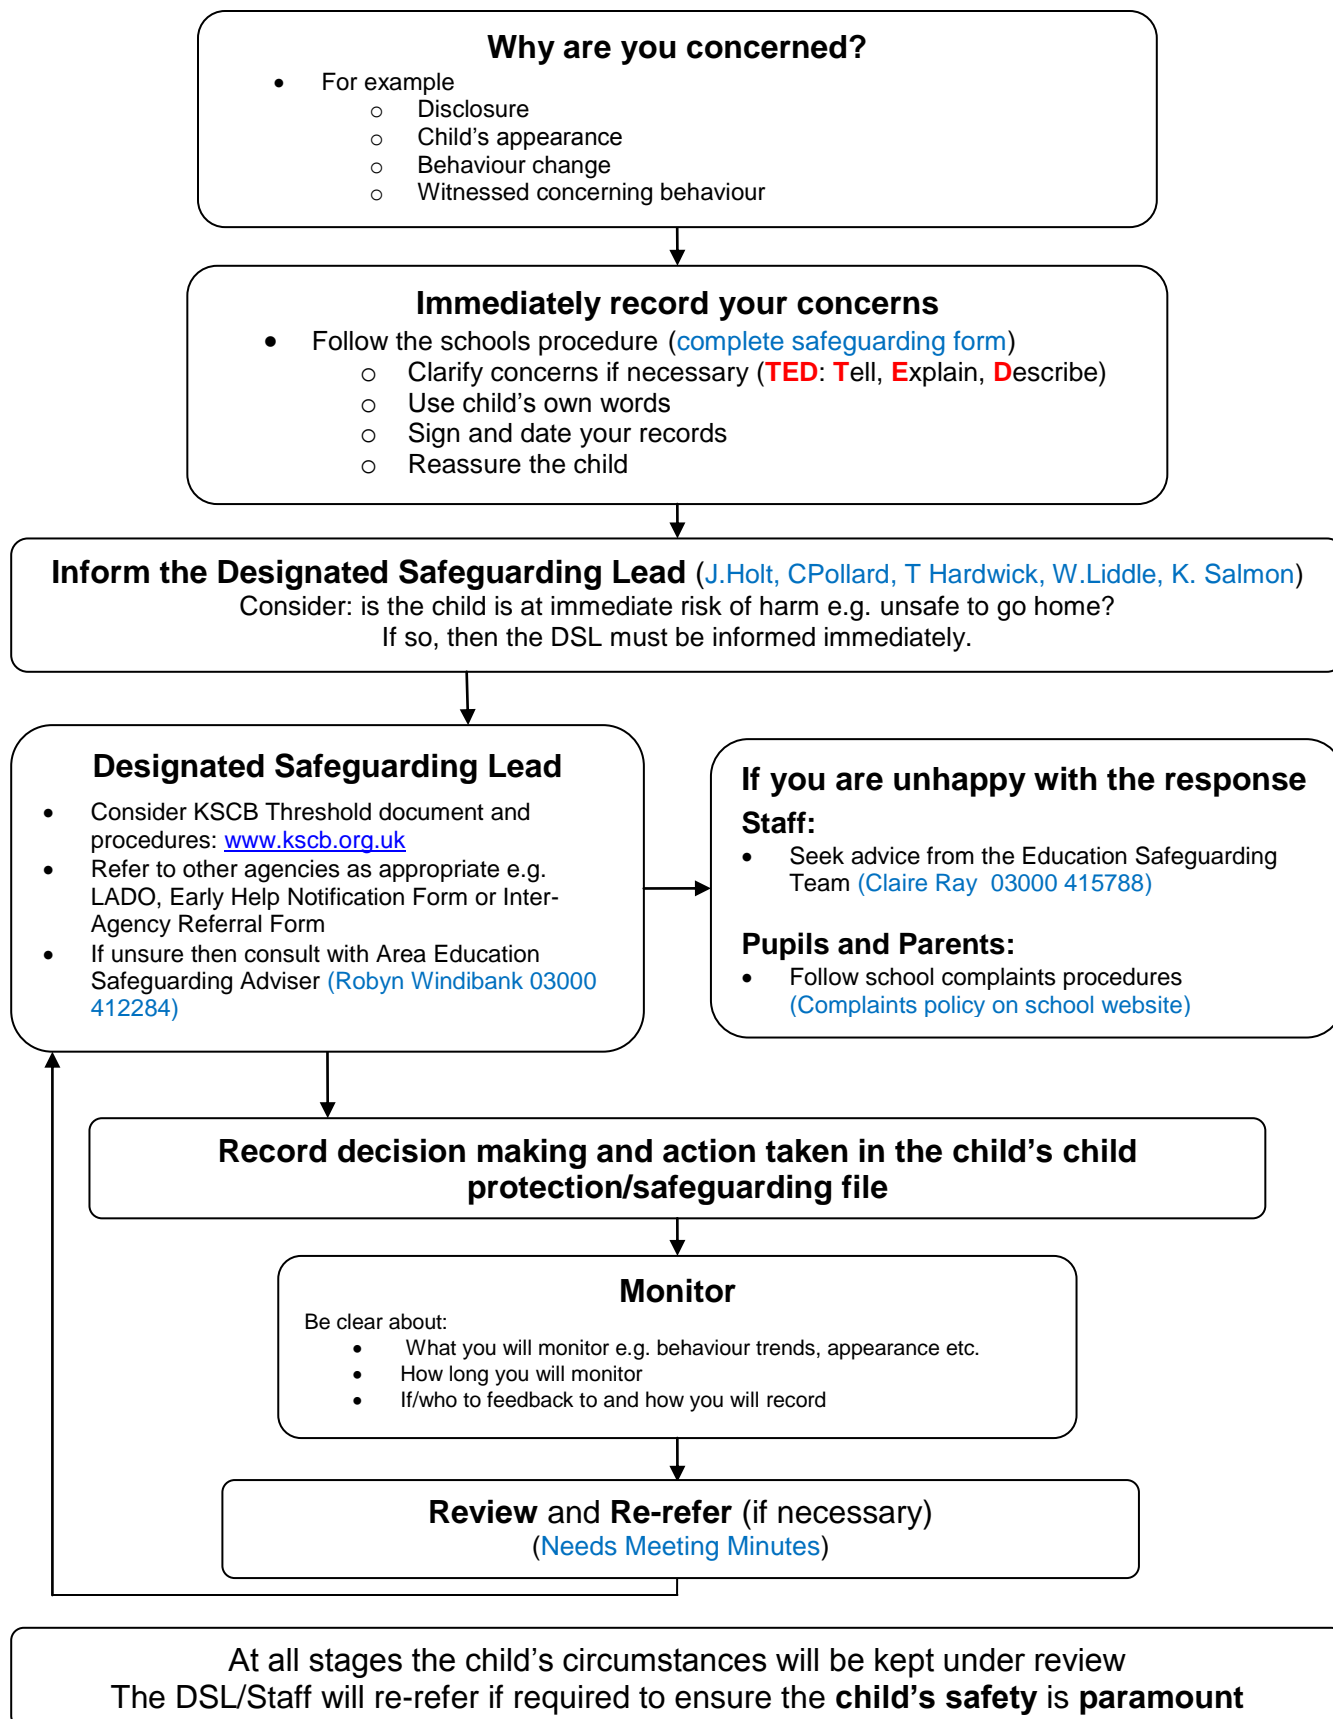 Why are you concerned?
• For example
o Disclosure
o Child's appearance
o Behaviour change
o Witnessed concerning behaviour
Immediately record your concerns
• Follow the schools procedure (complete safeguarding form)
o Clarify concerns if necessary (TED: Tell, Explain, Describe)
o Use child's own words
o Sign and date your records
o Reassure the child
Inform the Designated Safeguarding Lead (J.Holt, CPollard, T Hardwick, W.Liddle, K. Salmon)
Consider: is the child is at immediate risk of harm e.g. unsafe to go home?
If so, then the DSL must be informed immediately.
Designated Safeguarding Lead
• Consider KSCB Threshold document and
procedures: www.kscb.org.uk
• Refer to other agencies as appropriate e.g.
LADO, Early Help Notification Form or Inter-
Agency Referral Form
• If unsure then consult with Area Education
Safeguarding Adviser (Robyn Windibank 03000
412284)
If you are unhappy with the response
Staff:
• Seek advice from the Education Safeguarding
Team (Claire Ray  03000 415788)
Pupils and Parents:
• Follow school complaints procedures
(Complaints policy on school website)
Record decision making and action taken in the child's child
protection/safeguarding file
Monitor
Be clear about:
• What you will monitor e.g. behaviour trends, appearance etc.
• How long you will monitor
• If/who to feedback to and how you will record
Review and Re-refer (if necessary)
(Needs Meeting Minutes)
At all stages the child's circumstances will be kept under review
The DSL/Staff will re-refer if required to ensure the child's safety is paramount